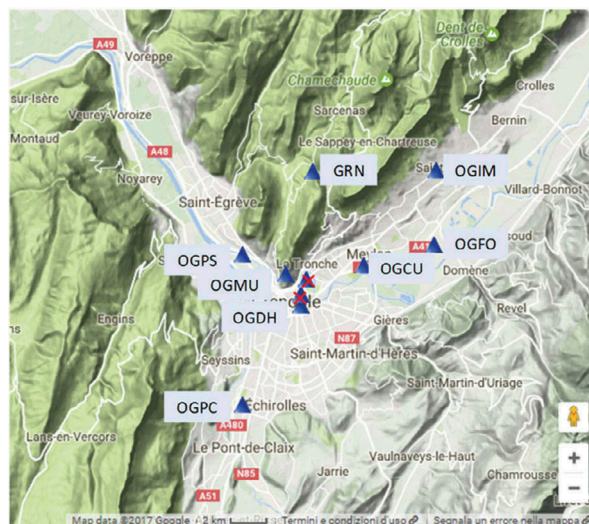 A49
Voreppe
Dent de
Crolles
Chamechaude
Crolles
sur-Isère
Veurey-Voroize
Sarcenas
Bernin
Montaud
A48
Le Sappey-en-Chartreuse
GRN
OGIM
Noyarey
Villard-Bonnot
Saint-Égrève
OGFO
A41
OGPS
La Tronche
Meylan
OGCU
Domène
OGMU
OGDH
Engins
N87
Gières
Revel
Seyssins
Saint-Martin-d'Hères
Saint-Martin-d'Uriage
OGPC
Échirolles
A480
Lans-en-Vercors
Le Pont-de-Claix
Vaulnaveys-le-Haut
N85
Jarrie
Chamrousse
A51
Map data ©2017 Google
2 km
Termini e condizioni d'uso
Segnala un errore nella mappa